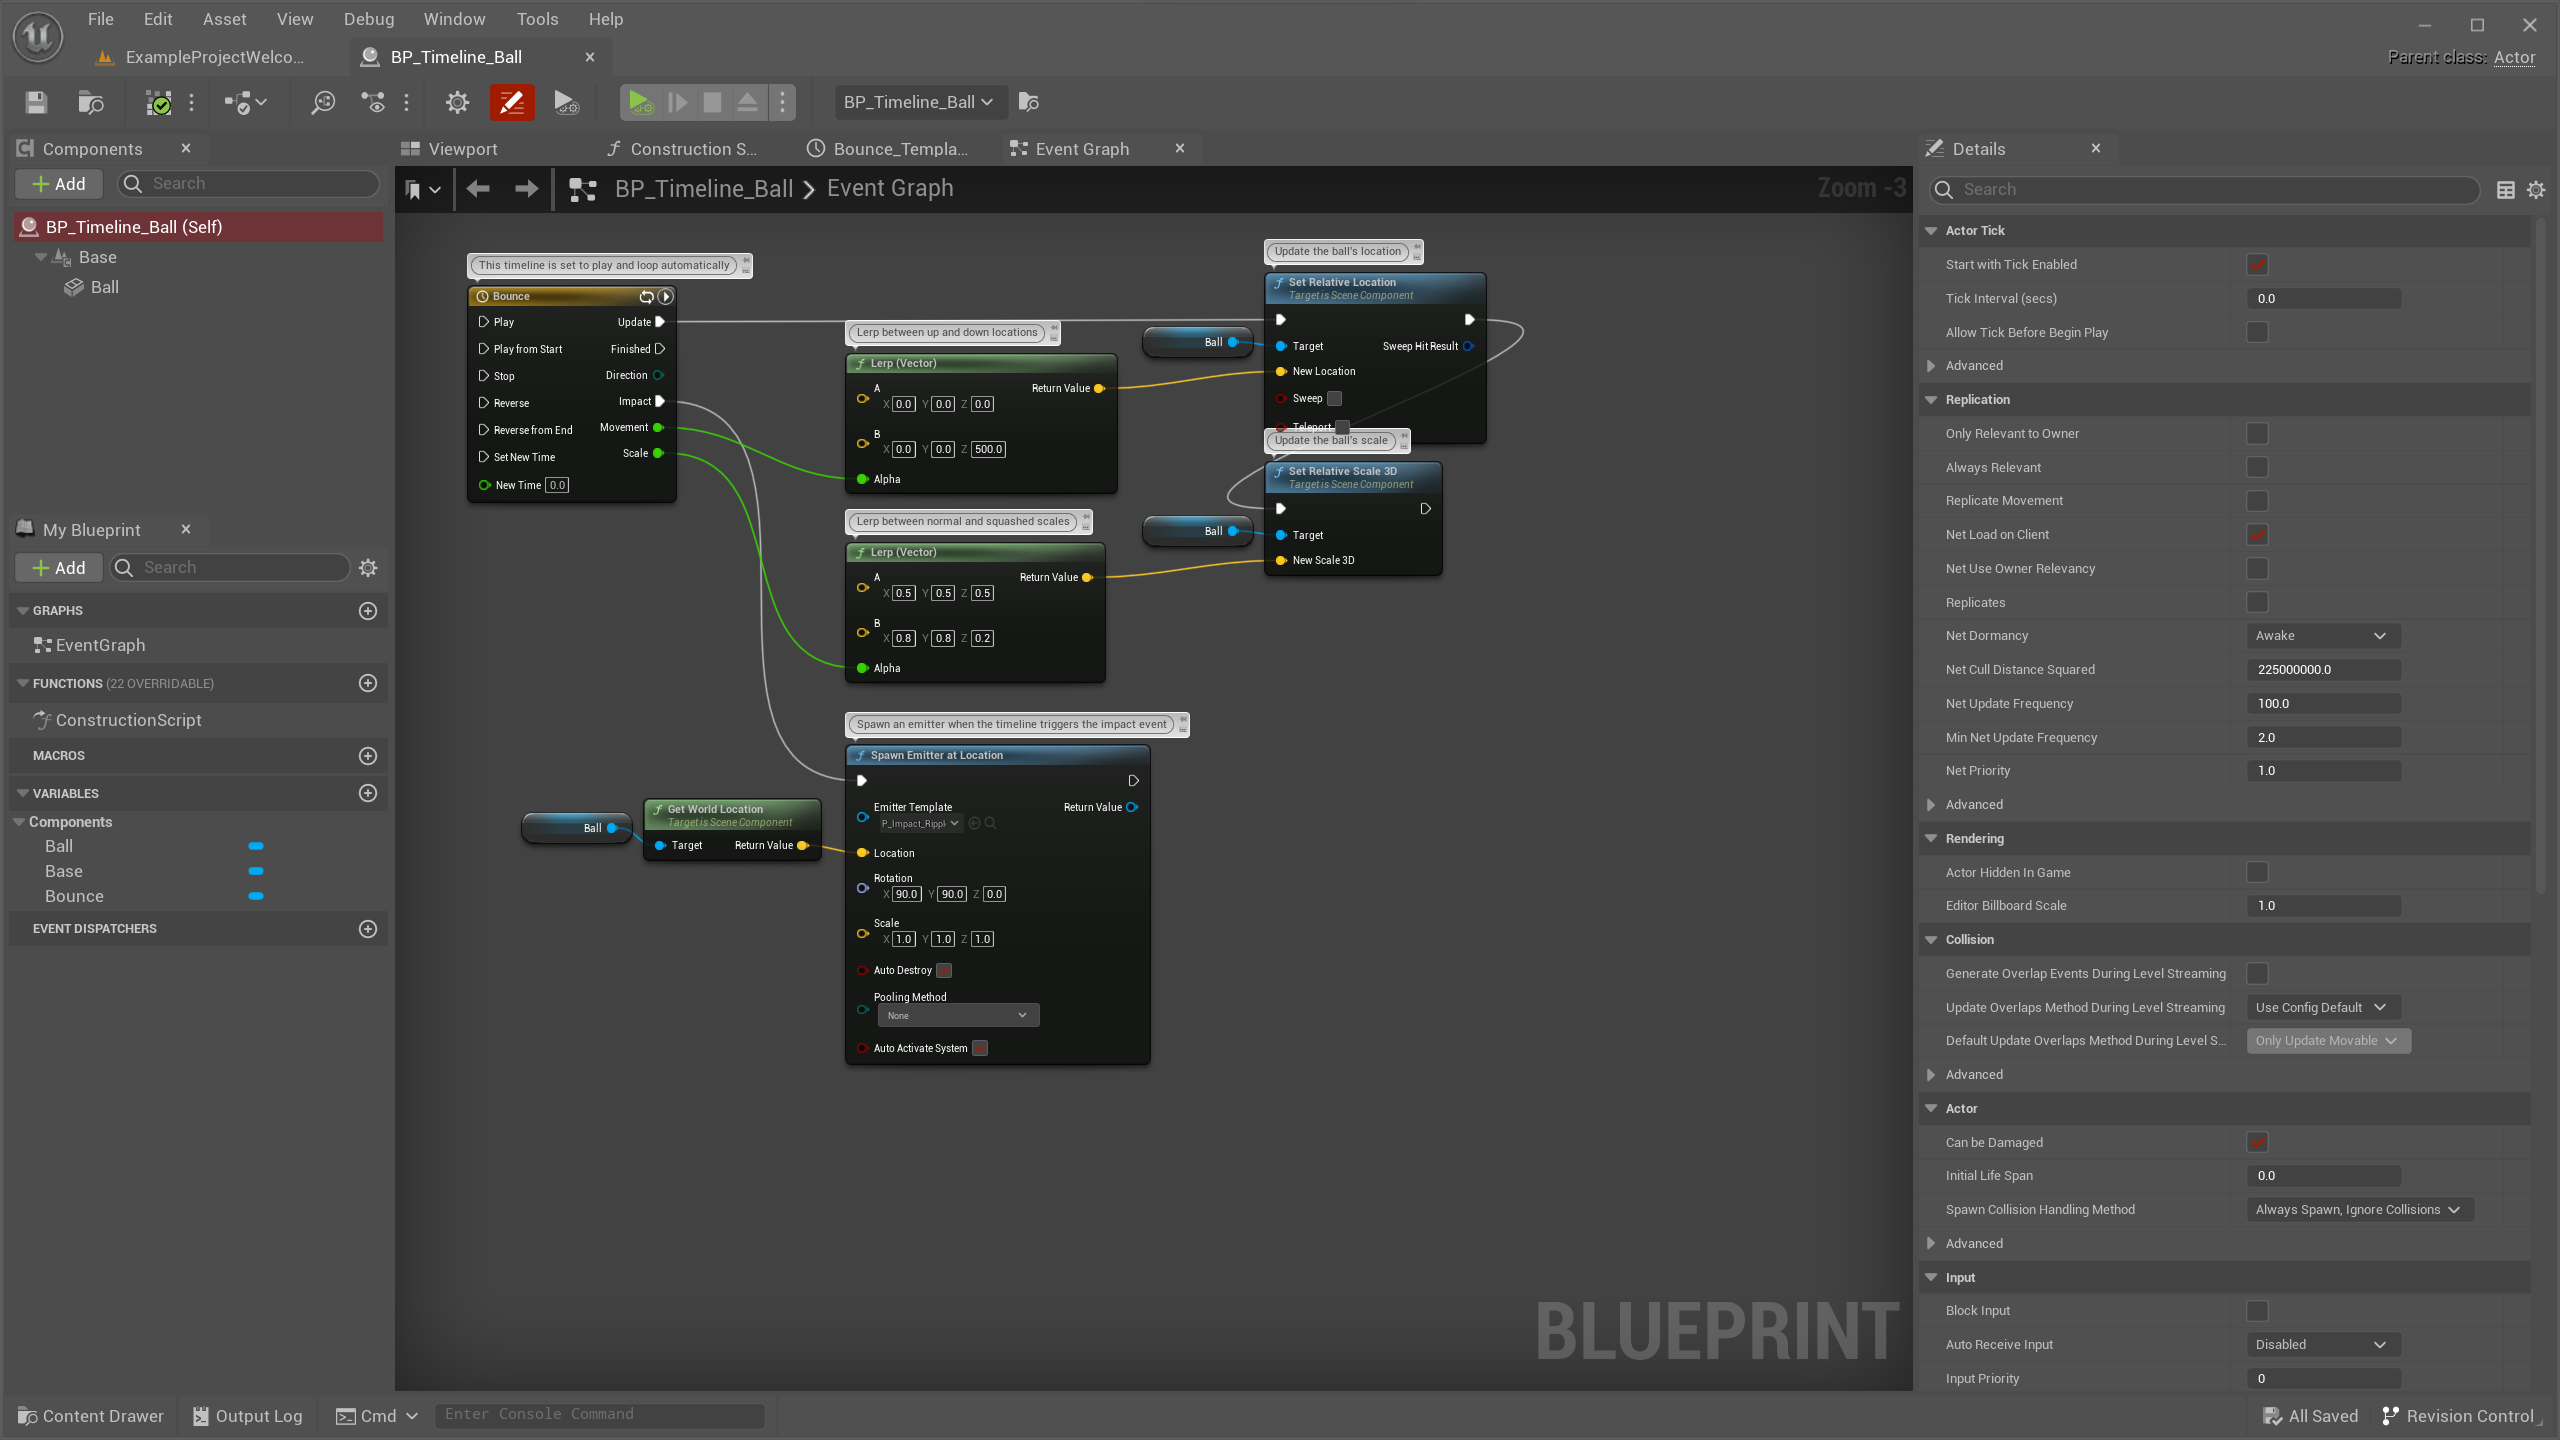 File Edit Asset View Debug Window Tools Help
ExampleProjectWelco...
BP_Timeline_Ball
Parent class: Actor
BP_Timeline_Ball
Components
Add
Search
BP_Timeline_Ball (Self)
Base
Ball
My Blueprint
Add
Search
GRAPHS
EventGraph
FUNCTIONS (22 OVERRIDABLE)
ConstructionScript
MACROS
VARIABLES
Components
Ball
Base
Bounce
EVENT DISPATCHERS
Viewport
Construction S...
Bounce_Templa...
Event Graph
BP_Timeline_Ball > Event Graph
Zoom -3
This timeline is set to play and loop automatically
Bounce
Play Update
Play from Start Finished
Stop Direction
Reverse Impact
Reverse from End Movement
Set New Time Scale
New Time 0.0
Lerp between up and down locations
Lerp (Vector)
A Return Value
X 0.0 Y 0.0 Z 0.0
B
X 0.0 Y 0.0 Z 500.0
Alpha
Lerp between normal and squashed scales
Lerp (Vector)
A Return Value
X 0.5 Y 0.5 Z 0.5
B
X 0.8 Y 0.8 Z 0.2
Alpha
Update the ball's location
Set Relative Location
Target is Scene Component
Ball
Target Sweep Hit Result
New Location
Sweep
Teleport
Update the ball's scale
Set Relative Scale 3D
Target is Scene Component
Ball
Target
New Scale 3D
Spawn an emitter when the timeline triggers the impact event
Spawn Emitter at Location
Emitter Template Return Value
P_Impact_Rippl
Location
Rotation
X 90.0 Y 90.0 Z 0.0
Scale
X 1.0 Y 1.0 Z 1.0
Auto Destroy
Pooling Method
None
Auto Activate System
Ball
Get World Location
Target is Scene Component
Target Return Value
BLUEPRINT
Details
Search
Actor Tick
Start with Tick Enabled
Tick Interval (secs) 0.0
Allow Tick Before Begin Play
Advanced
Replication
Only Relevant to Owner
Always Relevant
Replicate Movement
Net Load on Client
Net Use Owner Relevancy
Replicates
Net Dormancy Awake
Net Cull Distance Squared 225000000.0
Net Update Frequency 100.0
Min Net Update Frequency 2.0
Net Priority 1.0
Advanced
Rendering
Actor Hidden In Game
Editor Billboard Scale 1.0
Collision
Generate Overlap Events During Level Streaming
Update Overlaps Method During Level Streaming Use Config Default
Default Update Overlaps Method During Level S... Only Update Movable
Advanced
Actor
Can be Damaged
Initial Life Span 0.0
Spawn Collision Handling Method Always Spawn, Ignore Collisions
Advanced
Input
Block Input
Auto Receive Input Disabled
Input Priority 0
Content Drawer
Output Log
Cmd
Enter Console Command
All Saved
Revision Control